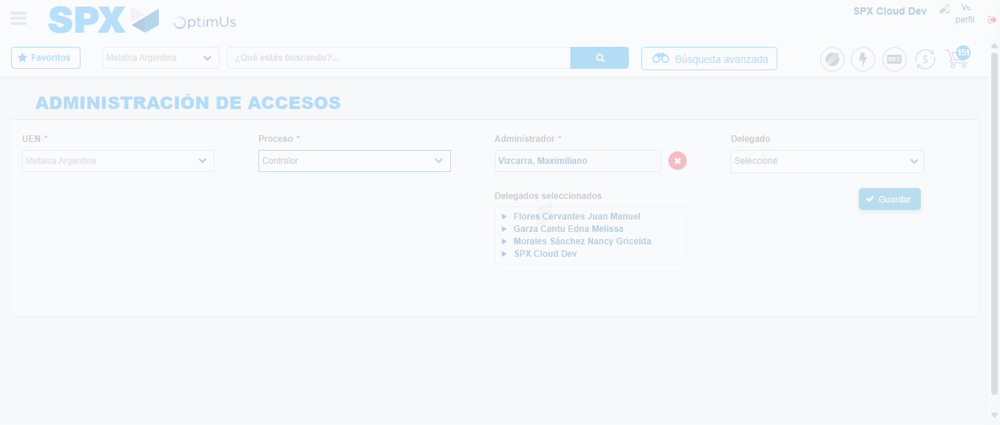 SPX
OptimUs
SPX Cloud Dev
Ve
perfil
Favoritos
Metalsa Argentina
¿Qué estás buscando?...
Búsqueda avanzada
$
151
ADMINISTRACIÓN DE ACCESOS
UEN *
Proceso *
Administrador *
Delegado
Metalsa Argentina
Contralor
Vizcarra, Maximiliano
Seleccione
Delegados seleccionados
Guardar
Flores Cervantes Juan Manuel
Garza Cantu Edna Melissa
Morales Sánchez Nancy Gricelda
SPX Cloud Dev